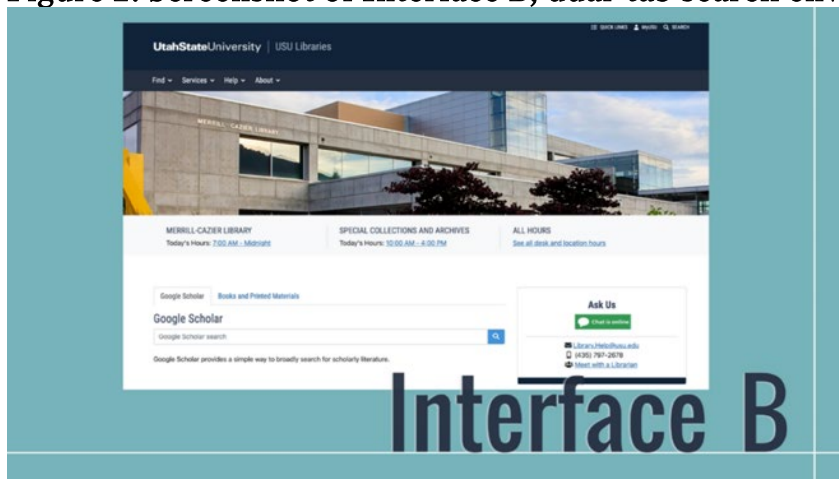 QUICK LINKS MyUSU SEARCH
UtahStateUniversity | USU Libraries
Find Services Help About
MERRILL-CAZIER LIBRARY
MERRILL-CAZIER LIBRARY SPECIAL COLLECTIONS AND ARCHIVES ALL HOURS
Today's Hours: 7:00 AM - Midnight Today's Hours: 10:00 AM - 4:00 PM See all desk and location hours
Google Scholar Books and Printed Materials
Ask Us
Google Scholar
Chat is online
Google Scholar search
Library.Help@usu.edu
Google Scholar provides a simple way to broadly search for scholarly literature.
(435) 797-2678
Meet with a Librarian
Interface B